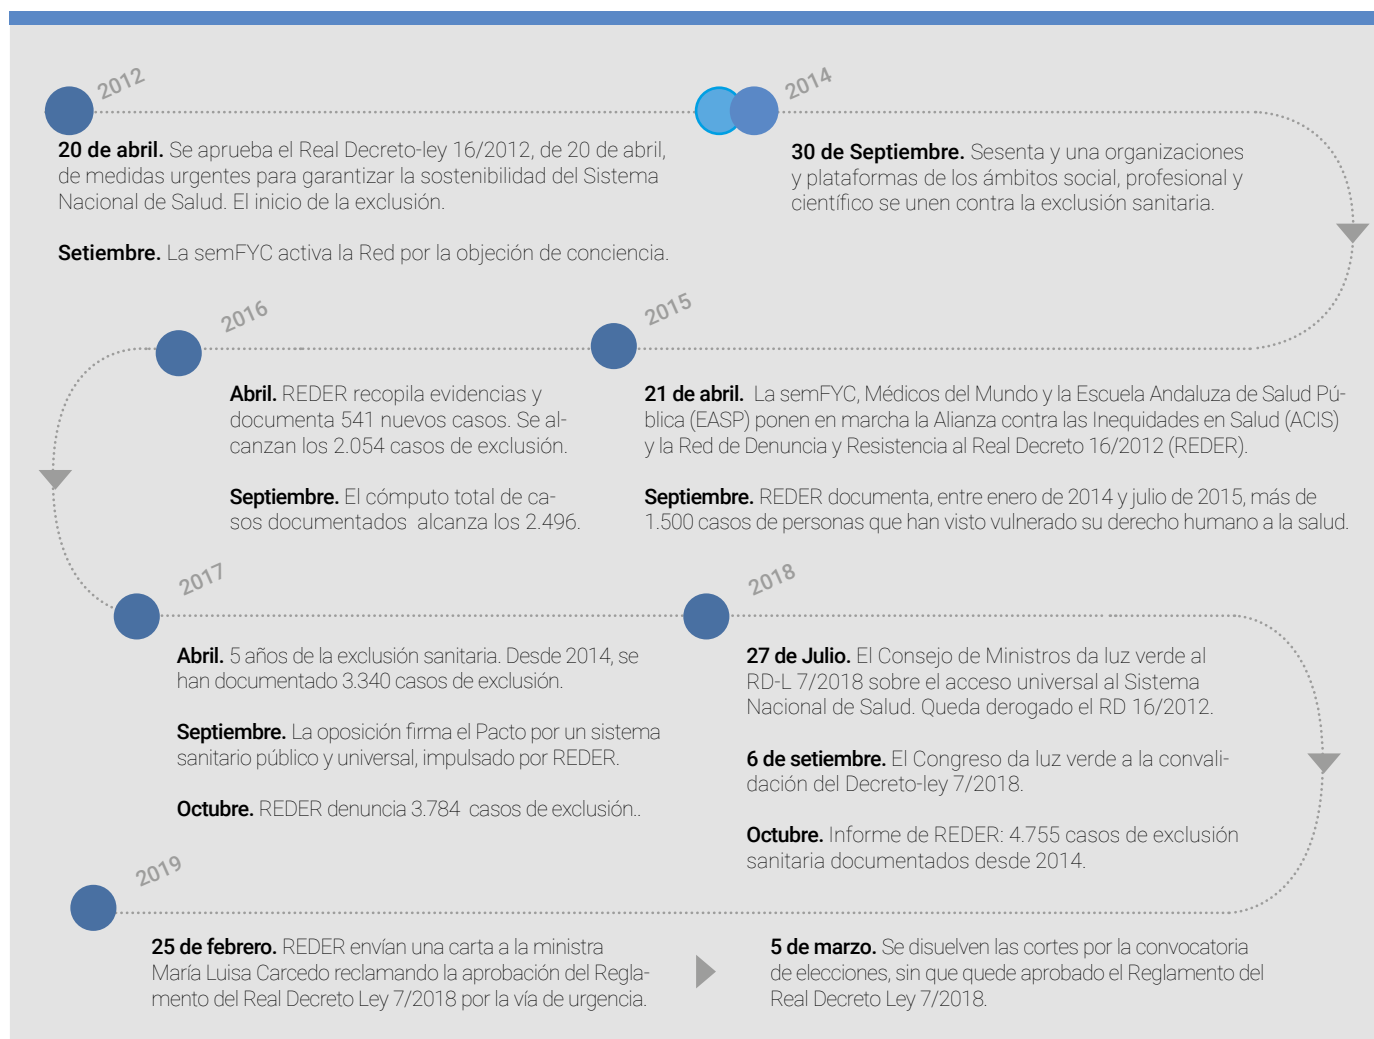 2012
20 de abril. Se aprueba el Real Decreto-ley 16/2012, de 20 de abril,
de medidas urgentes para garantizar la sostenibilidad del Sistema
Nacional de Salud. El inicio de la exclusión.
Setiembre. La semFYC activa la Red por la objeción de conciencia.
2014
30 de Septiembre. Sesenta y una organizaciones
y plataformas de los ámbitos social, profesional y
científico se unen contra la exclusión sanitaria.
2015
21 de abril. La semFYC, Médicos del Mundo y la Escuela Andaluza de Salud Pú-
blica (EASP) ponen en marcha la Alianza contra las Inequidades en Salud (ACIS)
y la Red de Denuncia y Resistencia al Real Decreto 16/2012 (REDER).
Septiembre. REDER documenta, entre enero de 2014 y julio de 2015, más de
1.500 casos de personas que han visto vulnerado su derecho humano a la salud.
2016
Abril. REDER recopila evidencias y
documenta 541 nuevos casos. Se al-
canzan los 2.054 casos de exclusión.
Septiembre. El cómputo total de ca-
sos documentados alcanza los 2.496.
2017
Abril. 5 años de la exclusión sanitaria. Desde 2014, se
han documentado 3.340 casos de exclusión.
Septiembre. La oposición firma el Pacto por un sistema
sanitario público y universal, impulsado por REDER.
Octubre. REDER denuncia 3.784 casos de exclusión..
2018
27 de Julio. El Consejo de Ministros da luz verde al
RD-L 7/2018 sobre el acceso universal al Sistema
Nacional de Salud. Queda derogado el RD 16/2012.
6 de setiembre. El Congreso da luz verde a la convali-
dación del Decreto-ley 7/2018.
Octubre. Informe de REDER: 4.755 casos de exclusión
sanitaria documentados desde 2014.
2019
25 de febrero. REDER envían una carta a la ministra
María Luisa Carcedo reclamando la aprobación del Regla-
mento del Real Decreto Ley 7/2018 por la vía de urgencia.
5 de marzo. Se disuelven las cortes por la convocatoria
de elecciones, sin que quede aprobado el Reglamento del
Real Decreto Ley 7/2018.